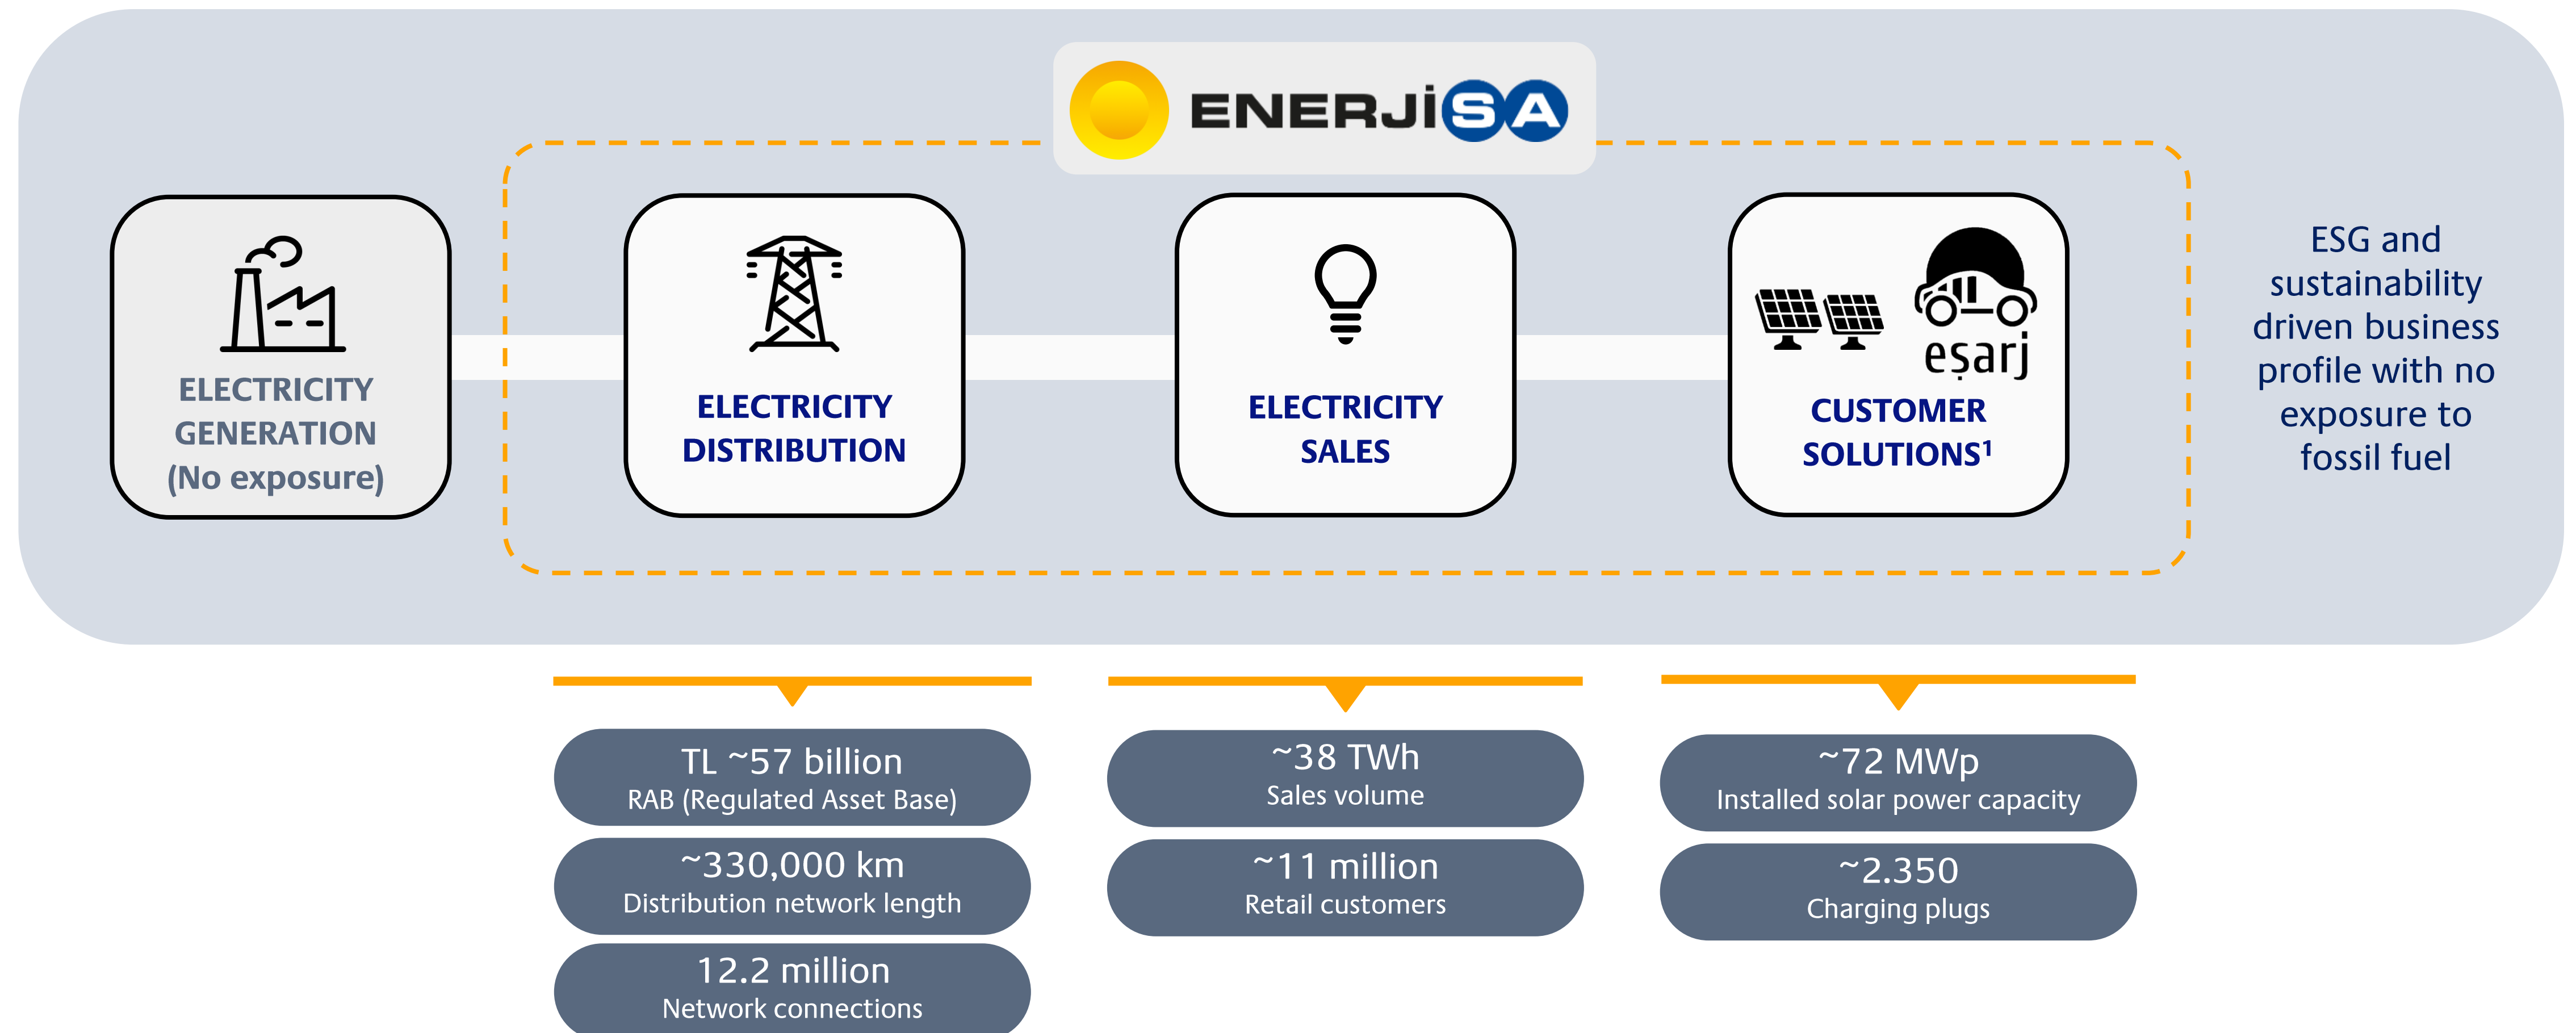 ENERJİSA
ELECTRICITY
GENERATION
(No exposure)
ELECTRICITY
DISTRIBUTION
ELECTRICITY
SALES
eşarj
CUSTOMER
SOLUTIONS¹
ESG and
sustainability
driven business
profile with no
exposure to
fossil fuel
TL ~57 billion
RAB (Regulated Asset Base)
~330,000 km
Distribution network length
12.2 million
Network connections
~38 TWh
Sales volume
~11 million
Retail customers
~72 MWp
Installed solar power capacity
~2.350
Charging plugs